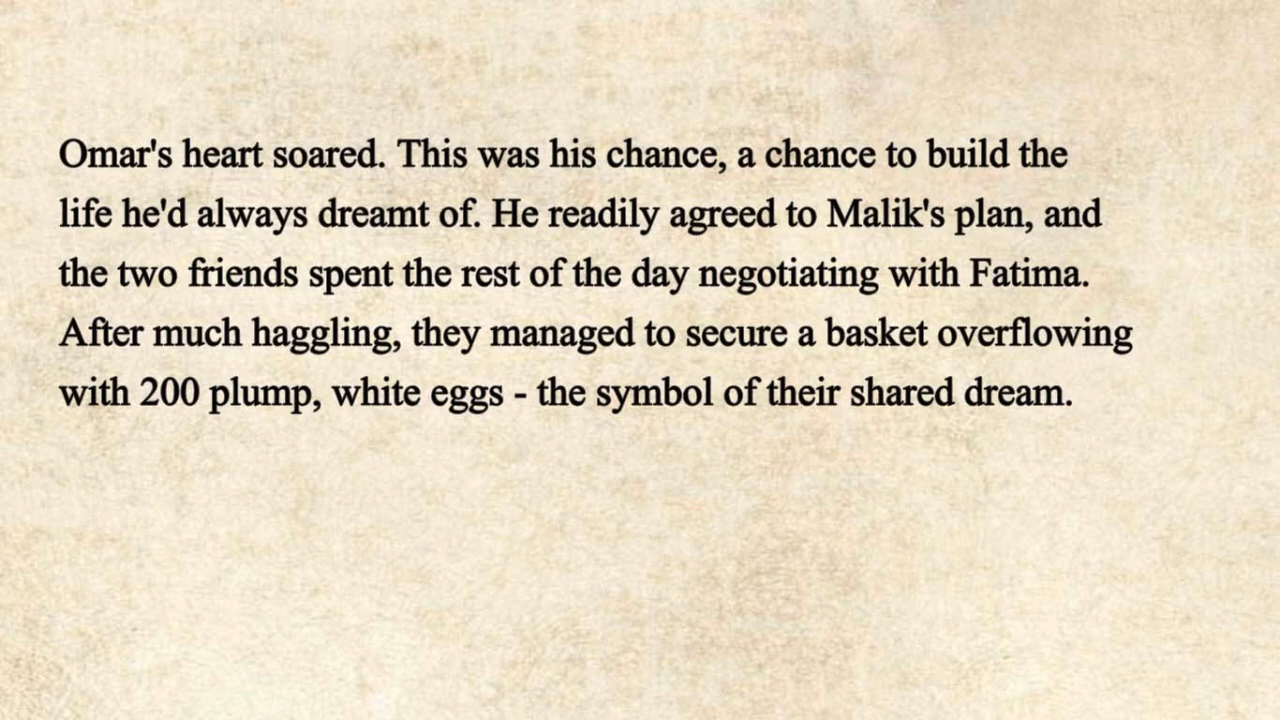 Omar's heart soared. This was his chance, a chance to build the
life he'd always dreamt of. He readily agreed to Malik's plan, and
the two friends spent the rest of the day negotiating with Fatima.
After much haggling, they managed to secure a basket overflowing
with 200 plump, white eggs - the symbol of their shared dream.